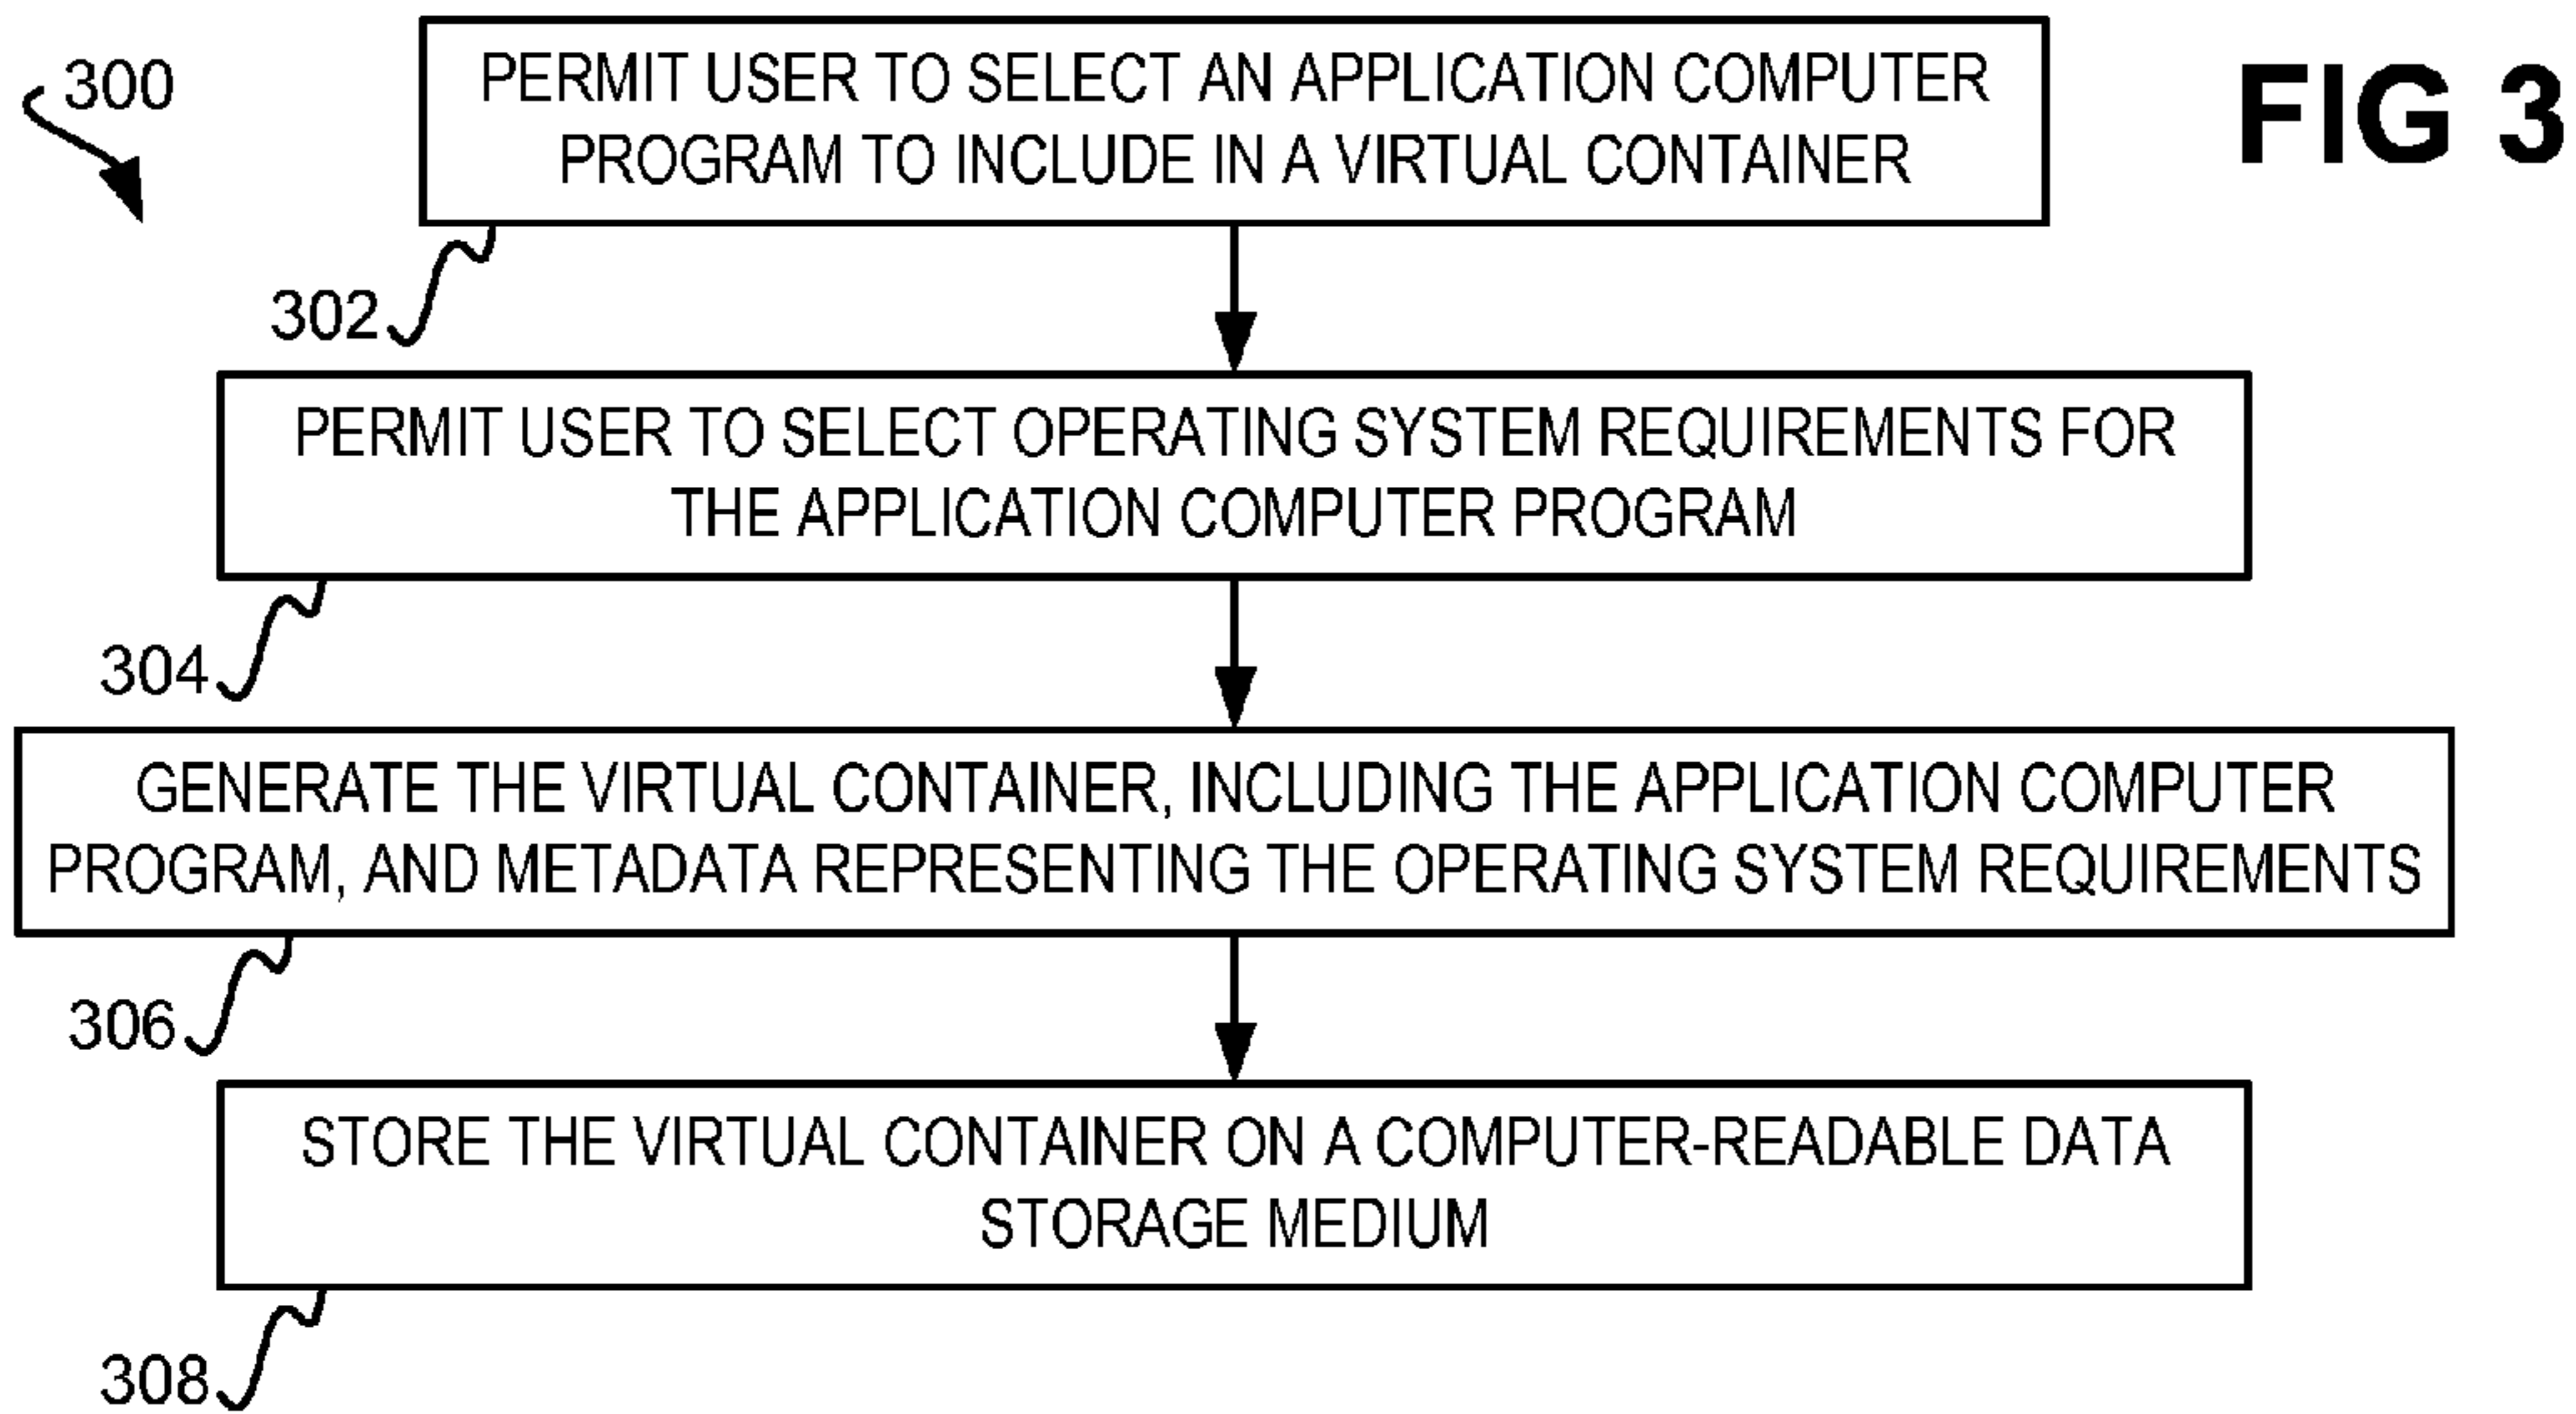 FIG 3
300
PERMIT USER TO SELECT AN APPLICATION COMPUTER
PROGRAM TO INCLUDE IN A VIRTUAL CONTAINER
302
PERMIT USER TO SELECT OPERATING SYSTEM REQUIREMENTS FOR
THE APPLICATION COMPUTER PROGRAM
304
GENERATE THE VIRTUAL CONTAINER, INCLUDING THE APPLICATION COMPUTER
PROGRAM, AND METADATA REPRESENTING THE OPERATING SYSTEM REQUIREMENTS
306
STORE THE VIRTUAL CONTAINER ON A COMPUTER-READABLE DATA
STORAGE MEDIUM
308